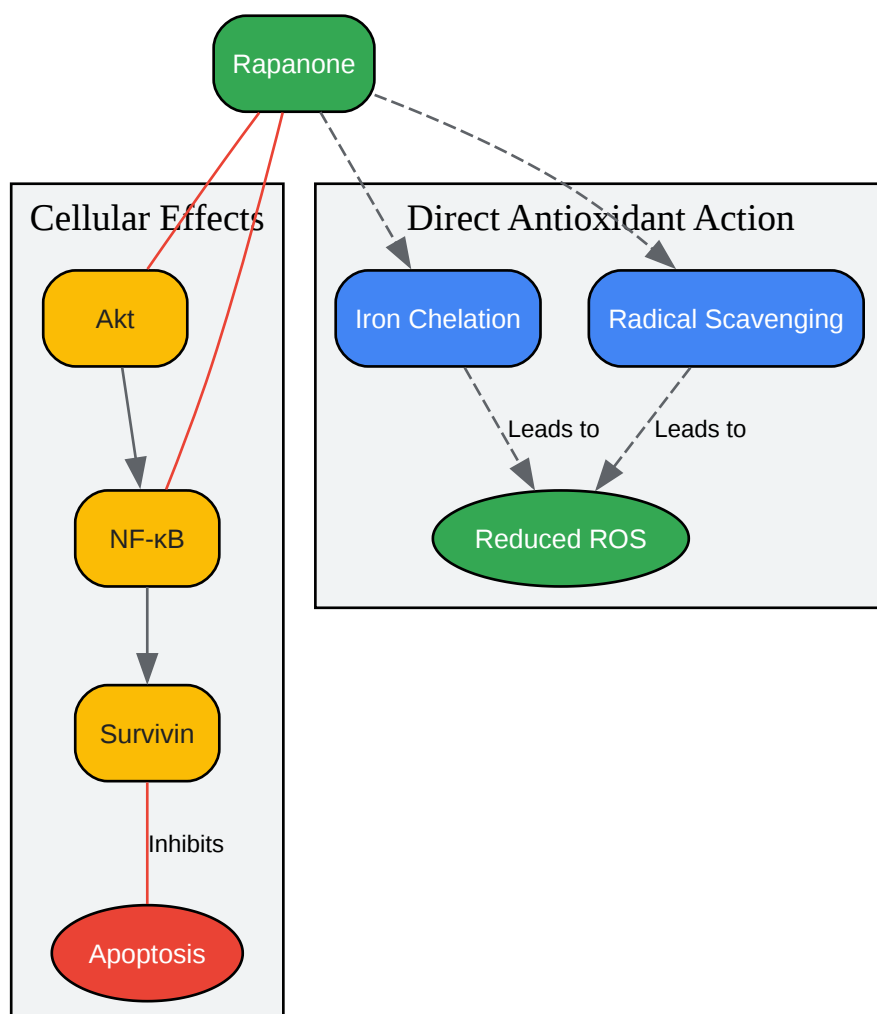 Rapanone
Cellular Effects
Direct Antioxidant Action
Akt
Iron Chelation
Radical Scavenging
Leads to
Leads to
NF-κB
Reduced ROS
Survivin
Inhibits
Apoptosis